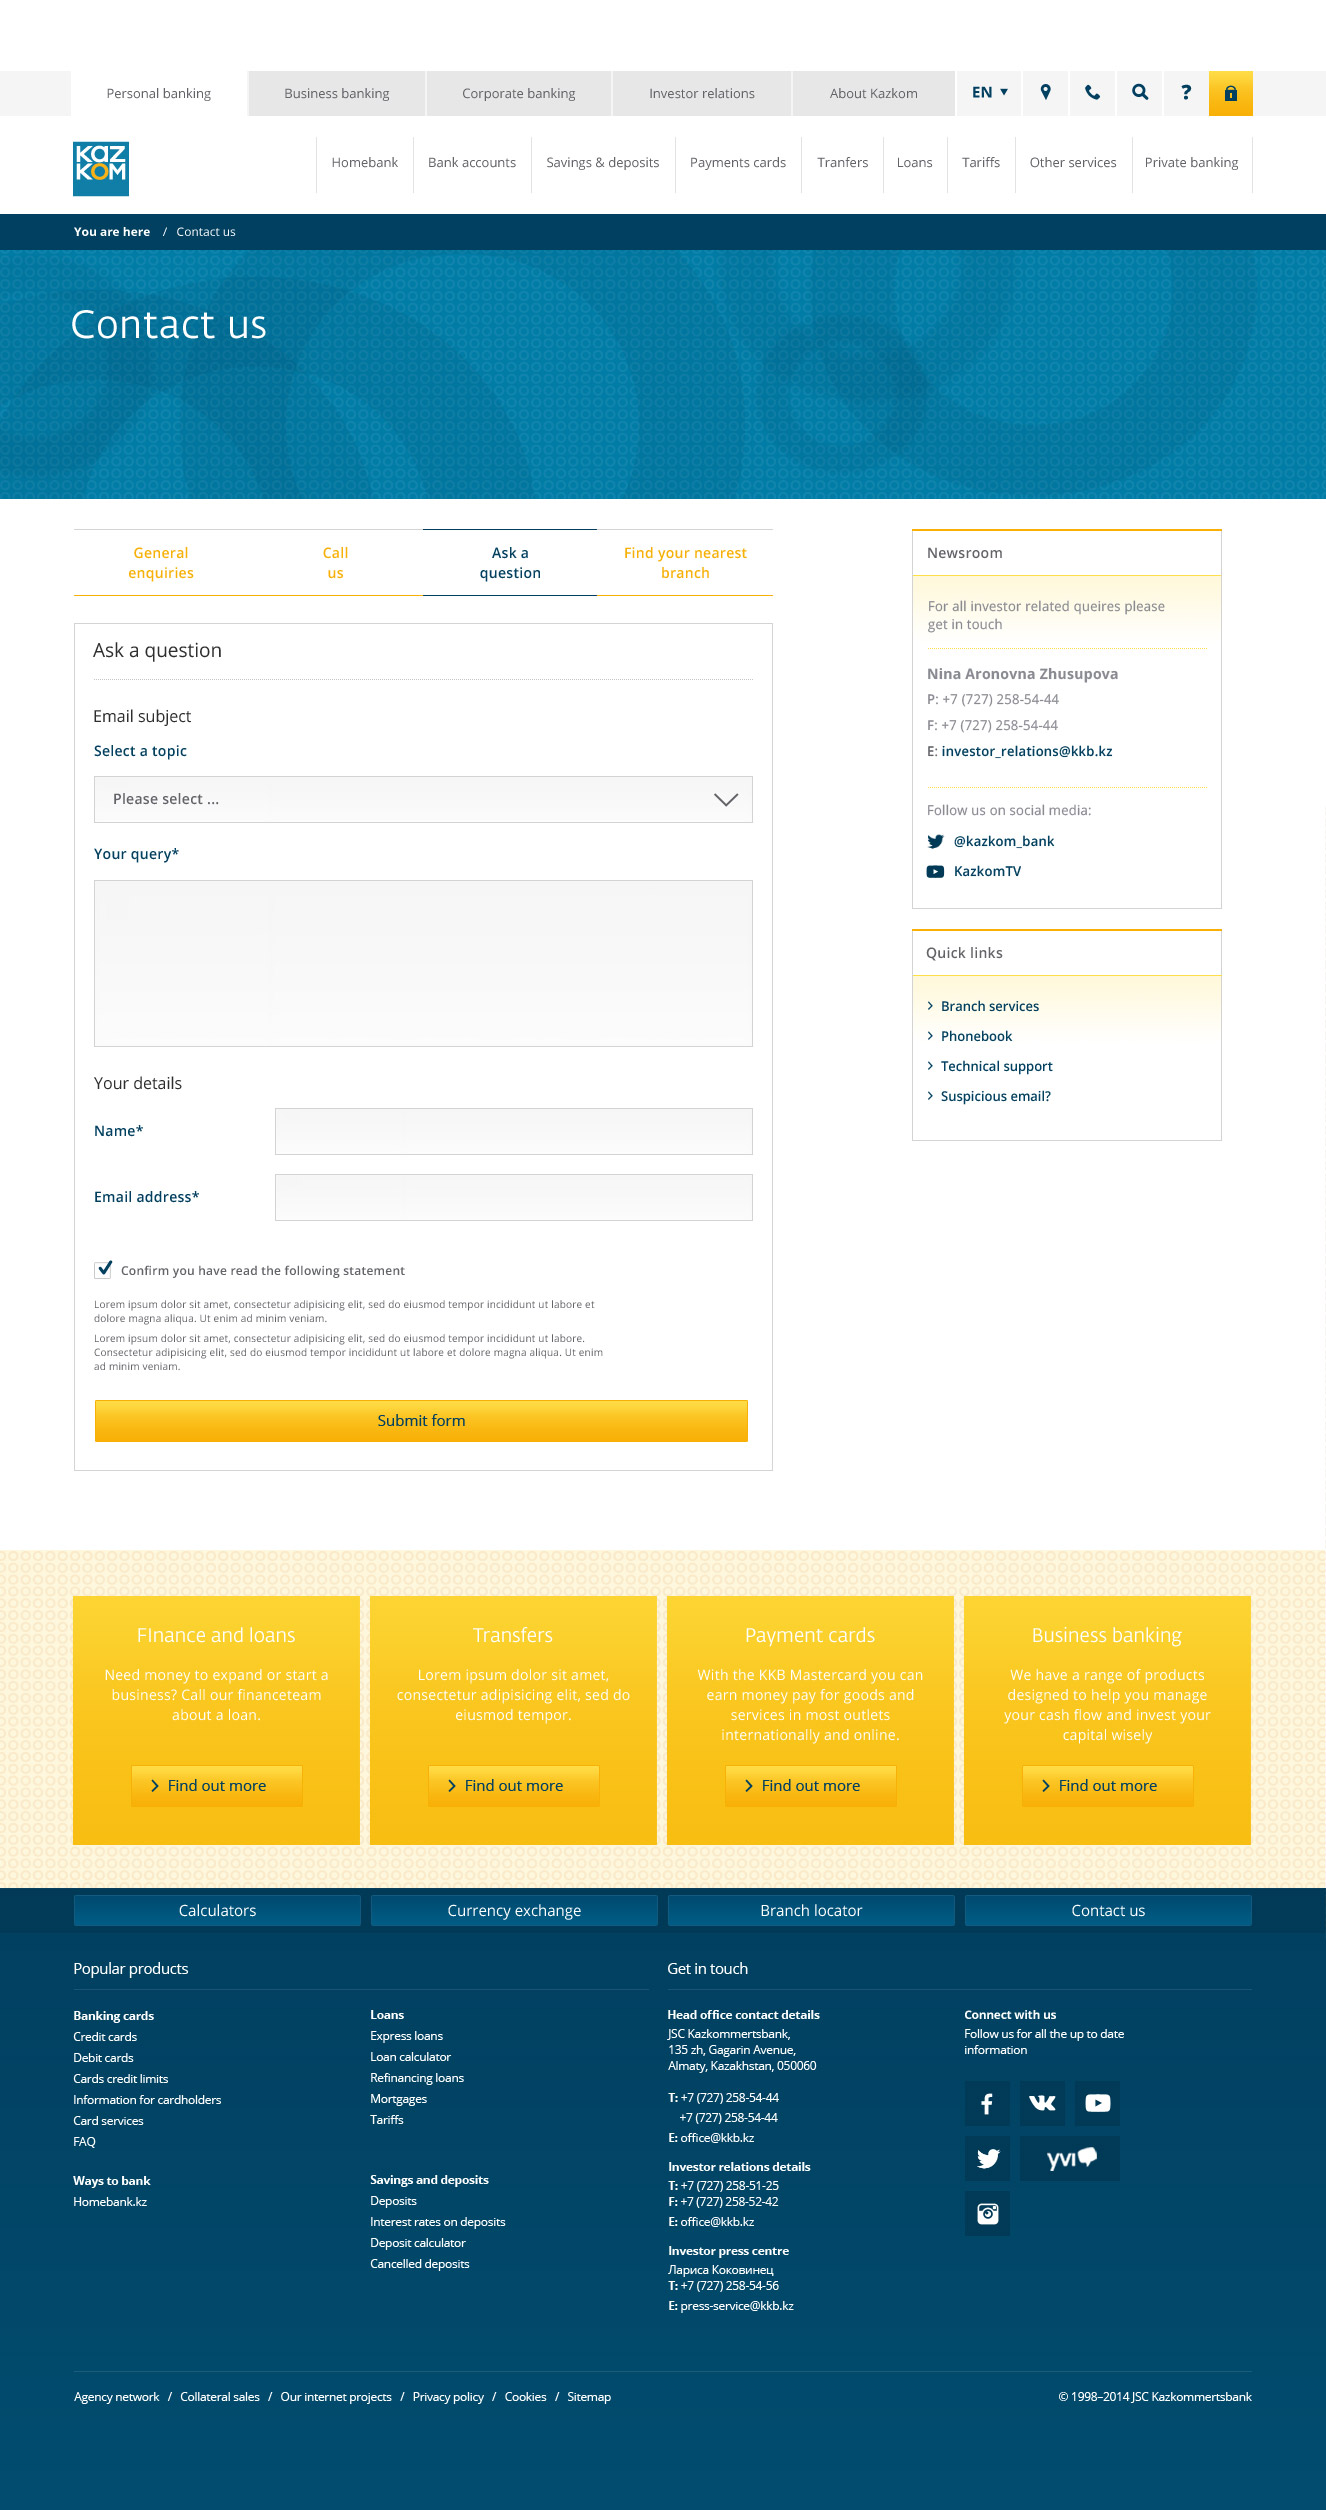 Personal banking
Business banking
Corporate banking
Investor relations
About Kazkom
EN
?
KAZ
KOM
Homebank
Bank accounts
Savings & deposits
Payments cards
Tranfers
Loans
Tariffs
Other services
Private banking
You are here / Contact us
Contact us
General
enquiries
Call
us
Ask a
question
Find your nearest
branch
Ask a question
Email subject
Select a topic
Please select ...
Your query*
Your details
Name*
Email address*
Confirm you have read the following statement
Lorem ipsum dolor sit amet, consectetur adipisicing elit, sed do eiusmod tempor incididunt ut labore et
dolore magna aliqua. Ut enim ad minim veniam.
Lorem ipsum dolor sit amet, consectetur adipisicing elit, sed do eiusmod tempor incididunt ut labore.
Consectetur adipisicing elit, sed do eiusmod tempor incididunt ut labore et dolore magna aliqua. Ut enim
ad minim veniam.
Submit form
Newsroom
For all investor related queires please
get in touch
Nina Aronovna Zhusupova
P: +7 (727) 258-54-44
F: +7 (727) 258-54-44
E: investor_relations@kkb.kz
Follow us on social media:
@kazkom_bank
KazkomTV
Quick links
Branch services
Phonebook
Technical support
Suspicious email?
FInance and loans
Need money to expand or start a
business? Call our financeteam
about a loan.
Find out more
Transfers
Lorem ipsum dolor sit amet,
consectetur adipisicing elit, sed do
eiusmod tempor.
Find out more
Payment cards
With the KKB Mastercard you can
earn money pay for goods and
services in most outlets
internationally and online.
Find out more
Business banking
We have a range of products
designed to help you manage
your cash flow and invest your
capital wisely
Find out more
Calculators
Currency exchange
Branch locator
Contact us
Popular products
Banking cards
Credit cards
Debit cards
Cards credit limits
Information for cardholders
Card services
FAQ
Ways to bank
Homebank.kz
Loans
Express loans
Loan calculator
Refinancing loans
Mortgages
Tariffs
Savings and deposits
Deposits
Interest rates on deposits
Deposit calculator
Cancelled deposits
Get in touch
Head office contact details
JSC Kazkommertsbank,
135 zh, Gagarin Avenue,
Almaty, Kazakhstan, 050060
T: +7 (727) 258-54-44
+7 (727) 258-54-44
E: office@kkb.kz
Investor relations details
T: +7 (727) 258-51-25
F: +7 (727) 258-52-42
E: office@kkb.kz
Investor press centre
Лариса Коковинец
T: +7 (727) 258-54-56
E: press-service@kkb.kz
Connect with us
Follow us for all the up to date
information
yvi
Agency network / Collateral sales / Our internet projects / Privacy policy / Cookies / Sitemap
© 1998–2014 JSC Kazkommertsbank